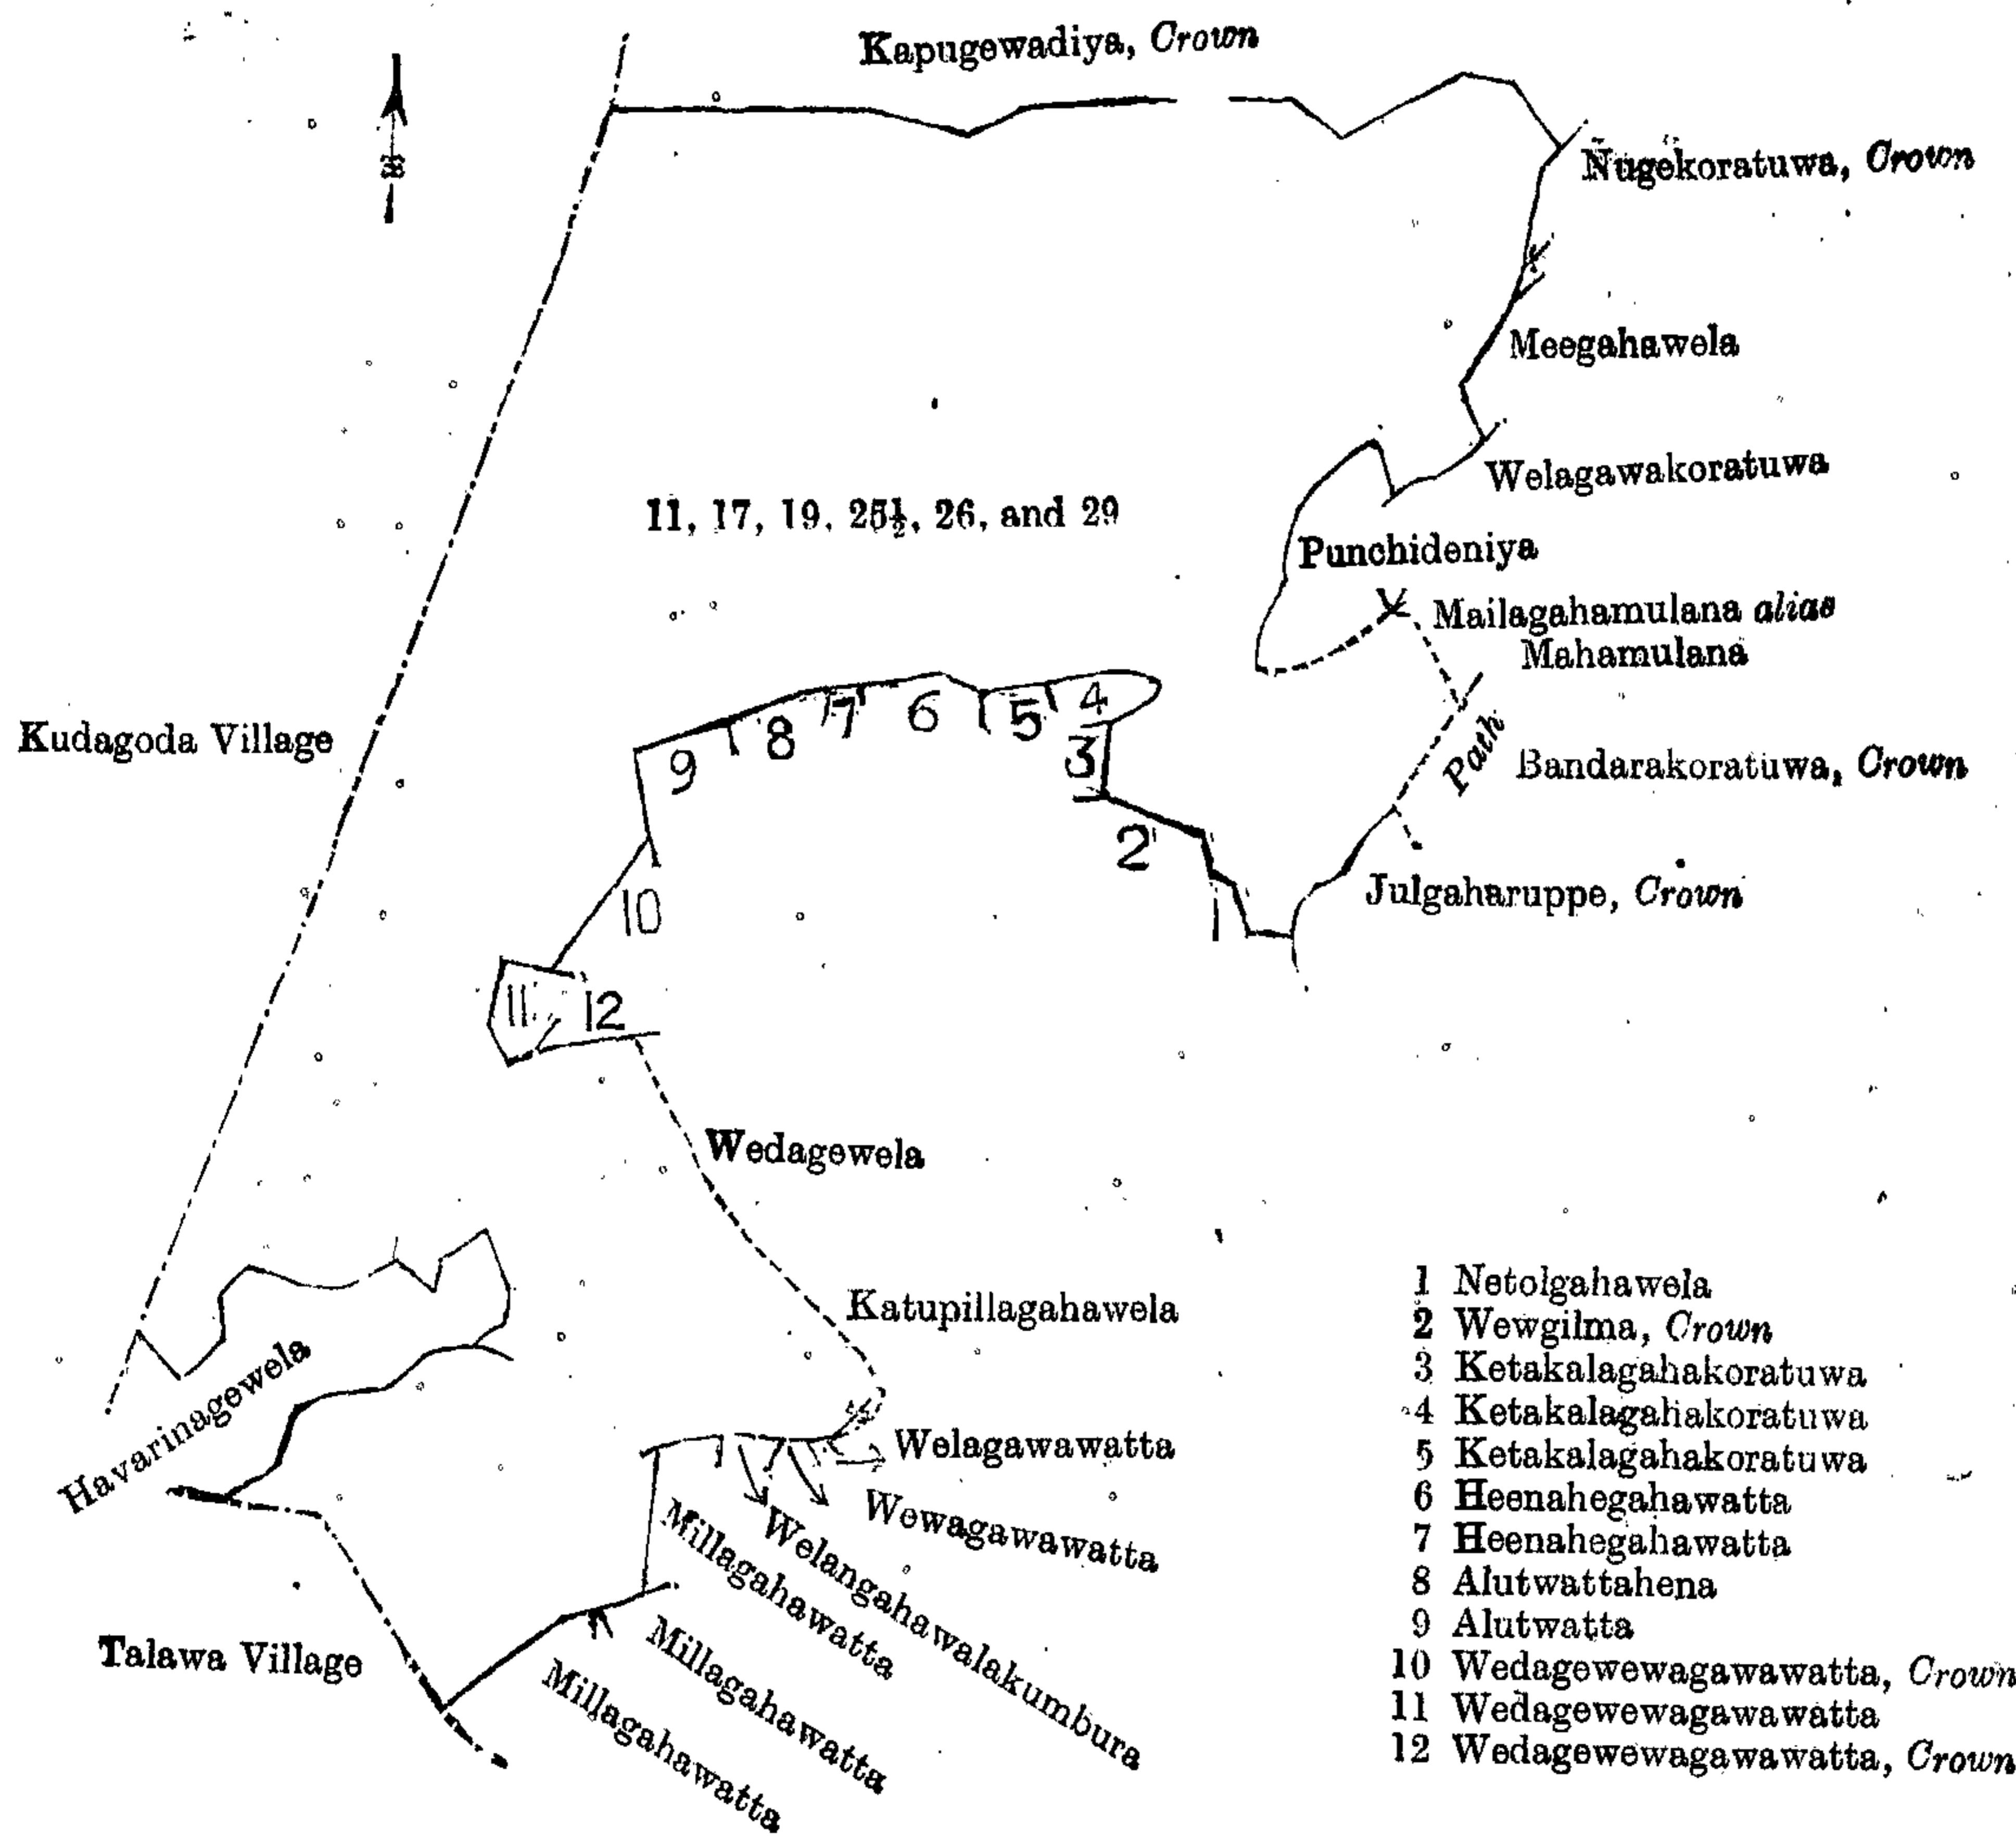 Kapugewadiya, Crown
Nugekoratuwa, Crown
Meegahawela
Welagawakoratuwa
11, 17, 19, 25½, 26, and 29
Punchideniya
Mailagahamulana alias
Mahamulana
Kudagoda Village
Path
Bandarakoratuwa, Crown
Julgaharuppe, Crown
9
8
7
6
5
4
3
2
1
10
11
12
Wedagewela
Katupillagahawela
Havarinagewela
Welagawawatta
Wewagawawatta
Welangahawalakumbura
Millagahawatta
Millagahawatta
Millagahawatta
Talawa Village
1 Netolgahawela
2 Wewgilma, Crown
3 Ketakalagahakoratuwa
4 Ketakalagahakoratuwa
5 Ketakalagahakoratuwa
6 Heenahegahawatta
7 Heenahegahawatta
8 Alutwattahena
9 Alutwatta
10 Wedagewewagawawatta, Crown
11 Wedagewewagawawatta
12 Wedagewewagawawatta, Crown